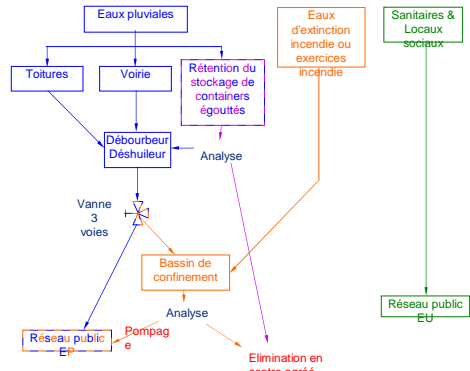 Eaux pluviales
Eaux
d'extinction
incendie ou
exercices
incendie
Sanitaires &
Locaux
sociaux
Toitures
Voirie
Rétention du
stockage de
containers
égouttés
Débourbeur
Déshuileur
Analyse
Vanne
3
voies
Bassin de
confinement
Analyse
Réseau public
EU
Réseau public
EP
Pompag
e
Elimination en
centre agréé